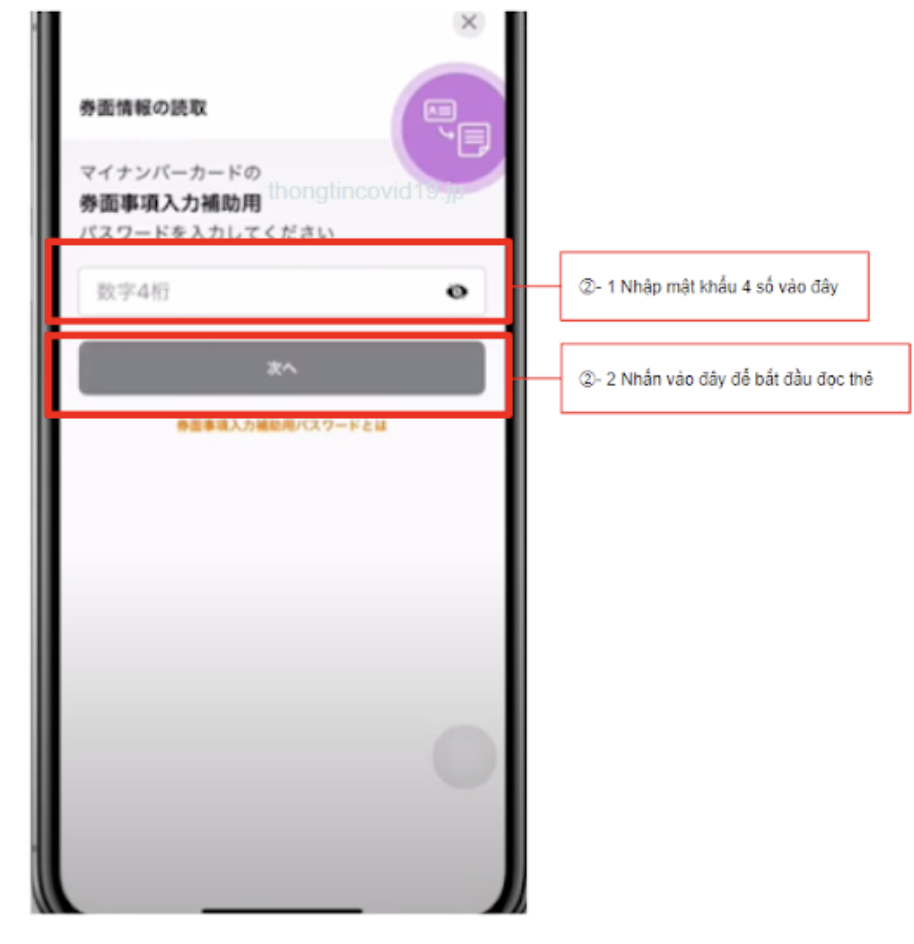 券面情報の読取
マイナンバーカードの
券面事項入力補助用
thongtincovid19.jp
パスワードを入力してください
数字4桁
②- 1 Nhập mật khẩu 4 số vào đây
次へ
②- 2 Nhấn vào đây để bắt đầu đọc thẻ
券面事項入力補助用パスワードとは